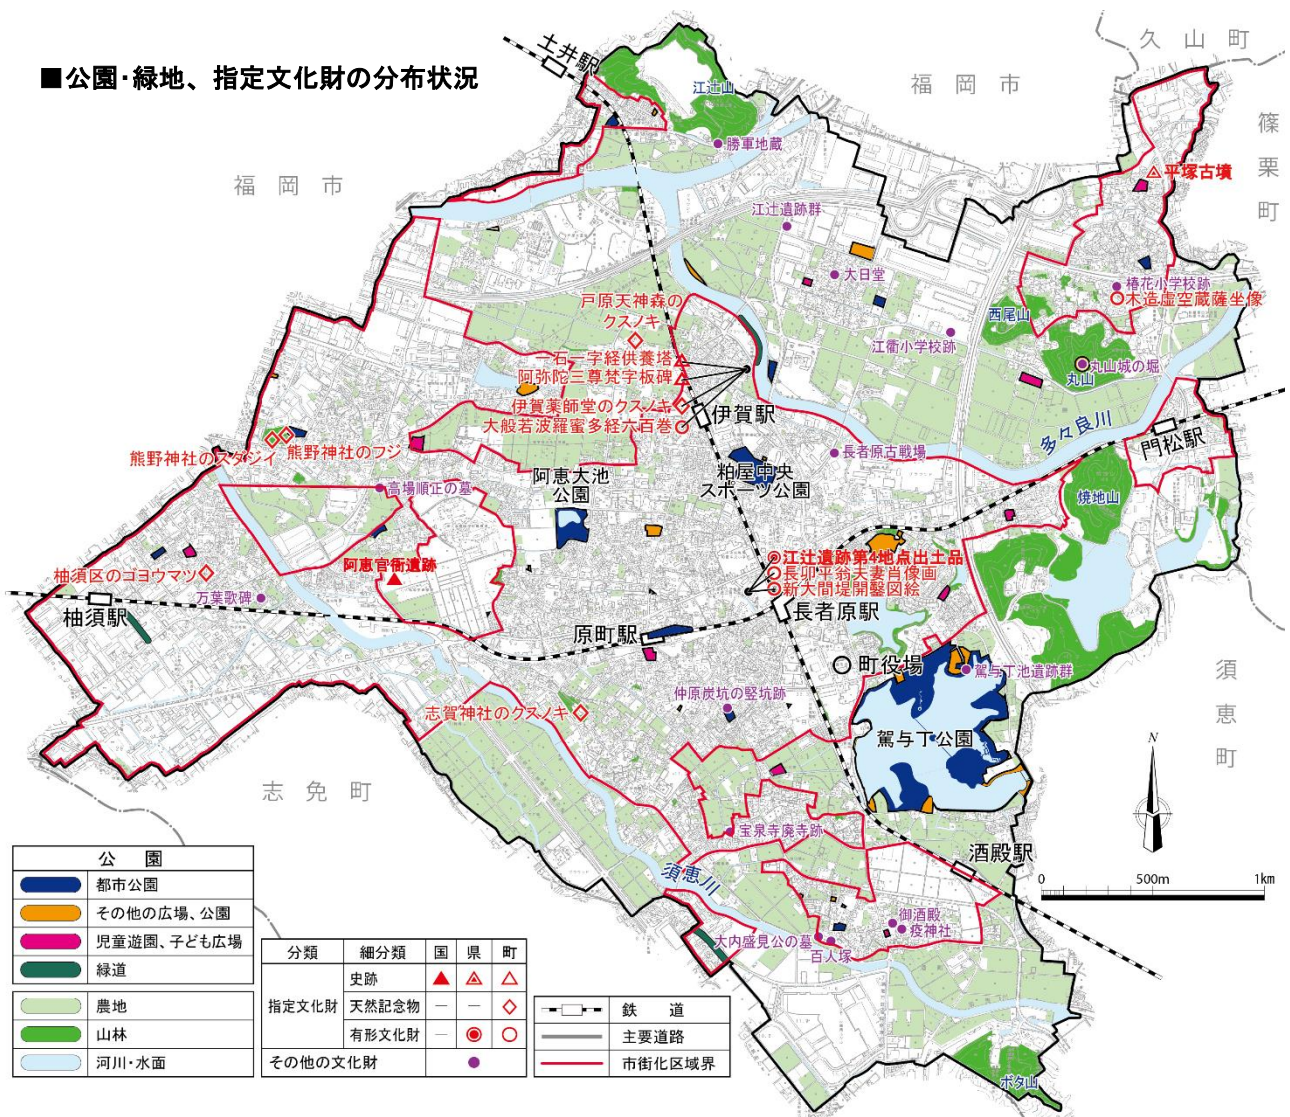 ■公園・緑地、指定文化財の分布状況
土井駅
江辻山
福岡市
久山町
篠栗町
勝軍地蔵
平塚古墳
福岡市
江辻遺跡群
大日堂
椿花小学校跡
木造虚空蔵薩坐像
戸原天神森の
クスノキ
西尾山
江衢小学校跡
一石一字経供養塔
阿弥陀三尊梵字板碑
丸山城の堀
丸山
伊賀薬師堂のクスノキ
大般若波羅蜜多経六百巻
伊賀駅
多々良川
門松駅
熊野神社のスダジイ
熊野神社のフジ
長者原古戦場
粕屋中央
スポーツ公園
阿恵大池
公園
高場順正の墓
焼地山
阿恵官衙遺跡
江辻遺跡第4地点出土品
長卯平翁夫妻肖像画
新大間堤開鑿図絵
柚須区のゴヨウマツ
万葉歌碑
柚須駅
長者原駅
原町駅
町役場
駕与丁池遺跡群
須恵町
仲原炭坑の竪坑跡
志賀神社のクスノキ
駕与丁公園
志免町
N
宝泉寺廃寺跡
酒殿駅
須恵川
0 500m 1km
御酒殿
疫神社
大内盛見公の墓
百人塚
ボタ山
公園
都市公園
その他の広場、公園
児童遊園、子ども広場
緑道
農地
山林
河川・水面
分類 細分類 国 県 町
指定文化財
史跡
天然記念物 － －
有形文化財 －
その他の文化財
鉄道
主要道路
市街化区域界